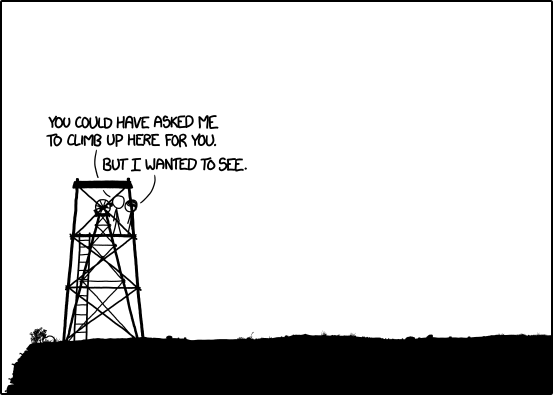 YOU COULD HAVE ASKED ME
TO CLIMB UP HERE FOR YOU.
BUT I WANTED TO SEE.